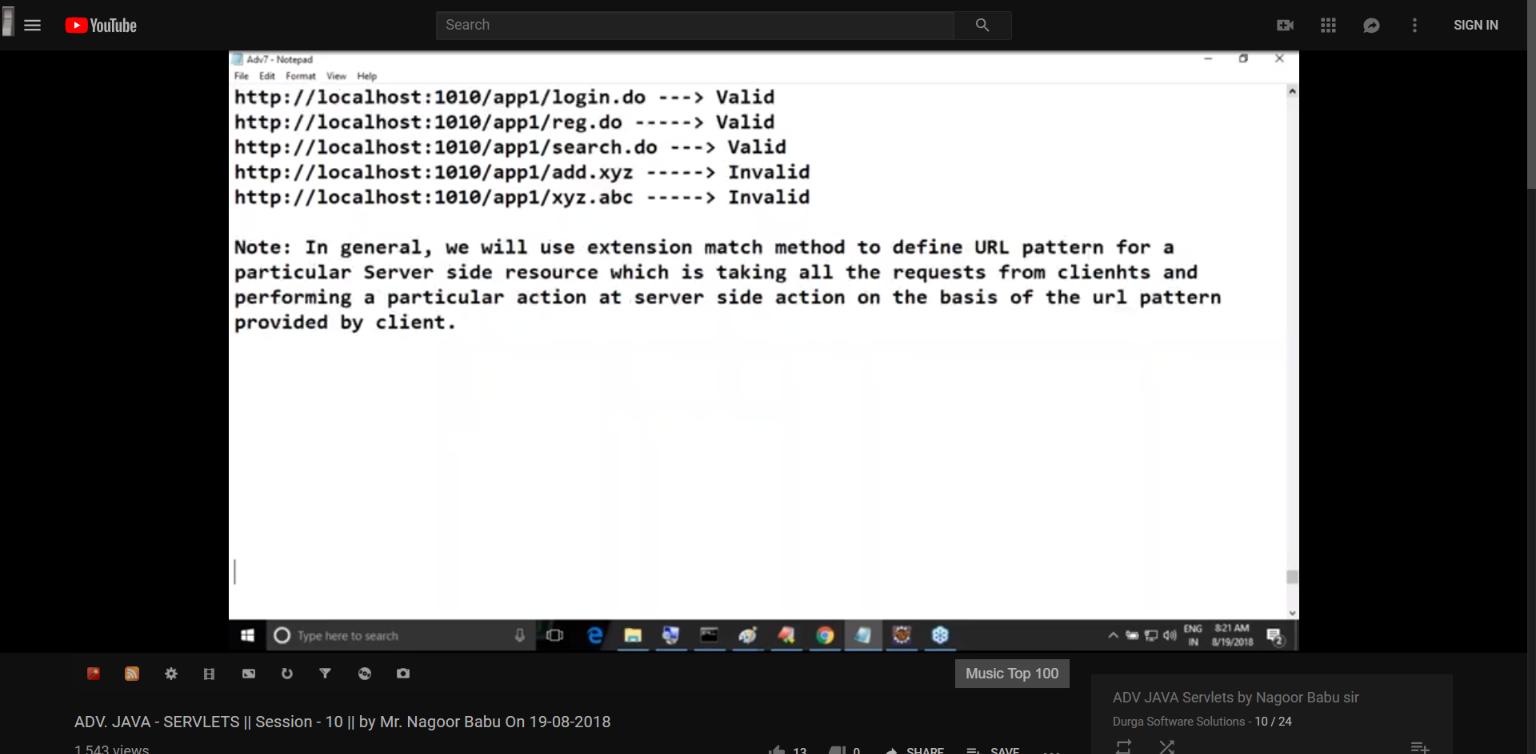 YouTube
Search
SIGN IN
Adv7 - Notepad
File Edit Format View Help
http://localhost:1010/app1/login.do ---> Valid
http://localhost:1010/app1/reg.do -----> Valid
http://localhost:1010/app1/search.do ---> Valid
http://localhost:1010/app1/add.xyz -----> Invalid
http://localhost:1010/app1/xyz.abc -----> Invalid
Note: In general, we will use extension match method to define URL pattern for a
particular Server side resource which is taking all the requests from clienhts and
performing a particular action at server side action on the basis of the url pattern
provided by client.
Type here to search
ENG
IN
8:21 AM
8/19/2018
2
Music Top 100
ADV. JAVA - SERVLETS || Session - 10 || by Mr. Nagoor Babu On 19-08-2018
1,543 views
13
0
SHARE
SAVE
ADV JAVA Servlets by Nagoor Babu sir
Durga Software Solutions - 10 / 24